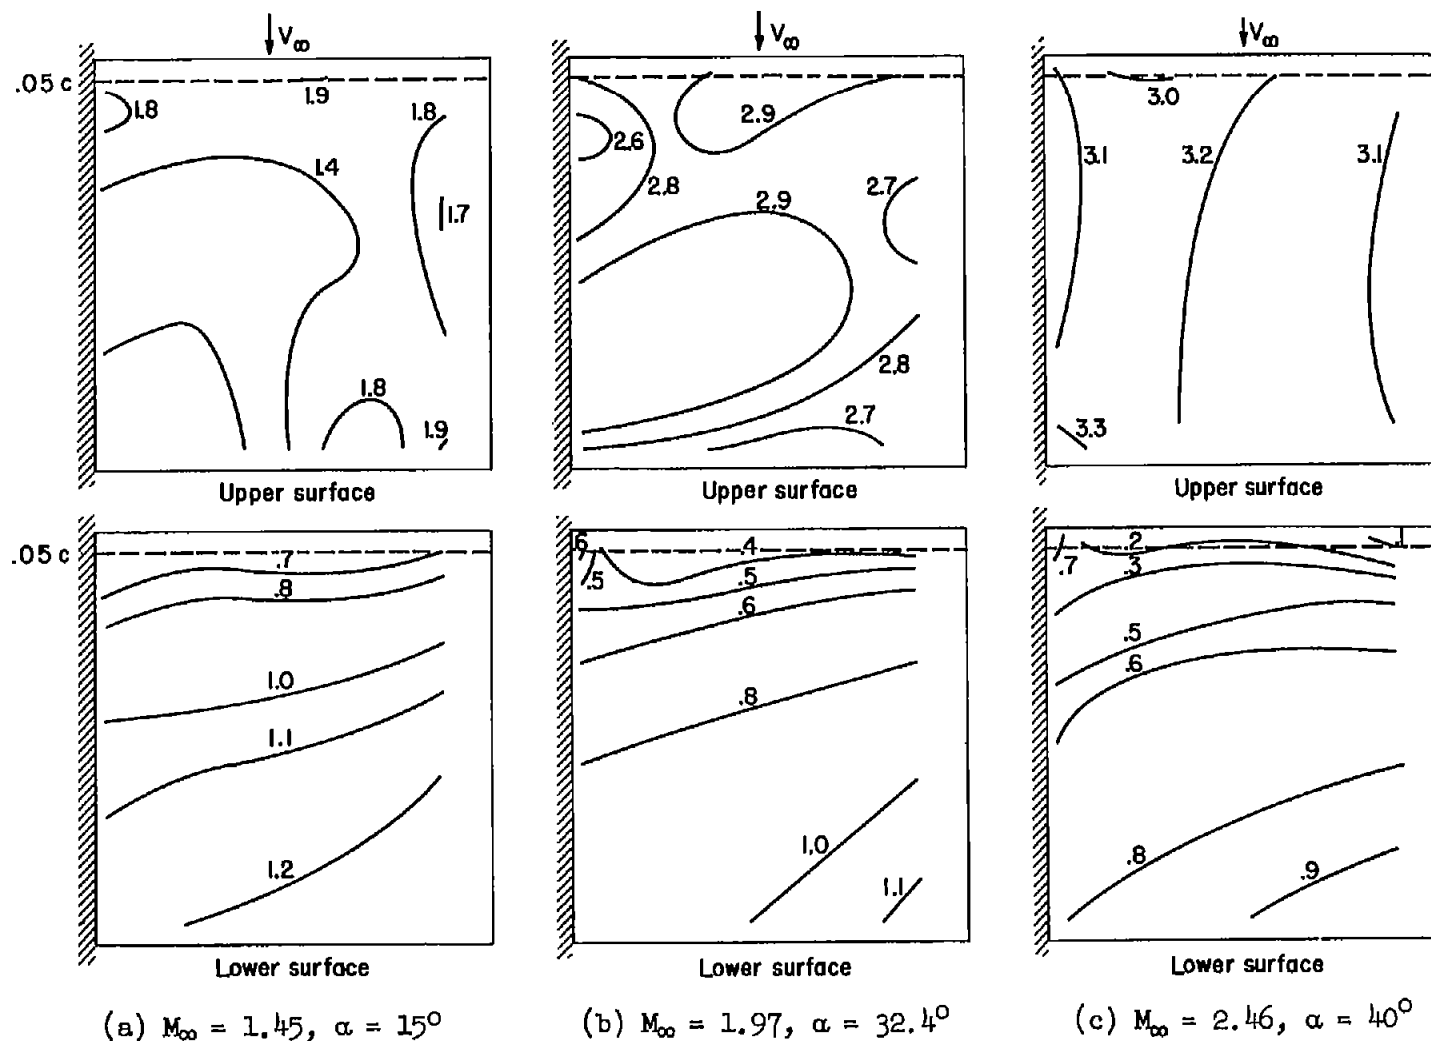 V∞
V∞
V∞
.05 c
1.9
1.8
1.8
1.4
1.7
1.8
1.9
Upper surface
2.9
2.6
2.8
2.7
2.9
2.8
2.7
Upper surface
3.0
3.1
3.2
3.1
3.3
Upper surface
.05 c
.7
.8
1.0
1.1
1.2
Lower surface
.6
.4
.5
.5
.6
.8
1.0
1.1
Lower surface
.2
.1
.7
.3
.5
.6
.8
.9
Lower surface
(a) M∞ = 1.45, α = 15°
(b) M∞ = 1.97, α = 32.4°
(c) M∞ = 2.46, α = 40°